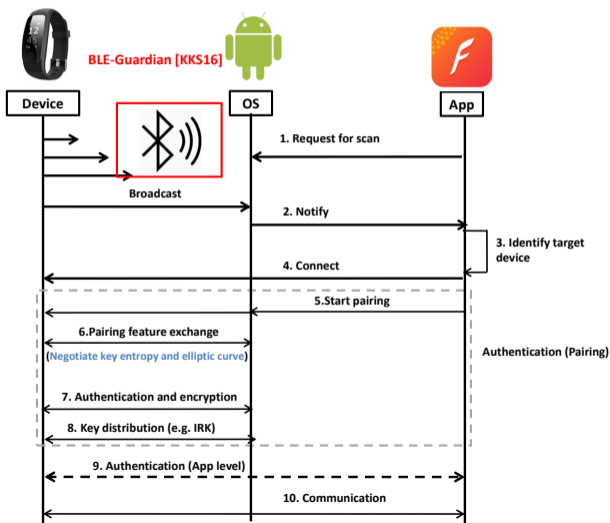 BLE-Guardian [KKS16]
Device
OS
App
1. Request for scan
Broadcast
2. Notify
3. Identify target
device
4. Connect
5.Start pairing
6.Pairing feature exchange
(Negotiate key entropy and elliptic curve)
Authentication (Pairing)
7. Authentication and encryption
8. Key distribution (e.g. IRK)
9. Authentication (App level)
10. Communication